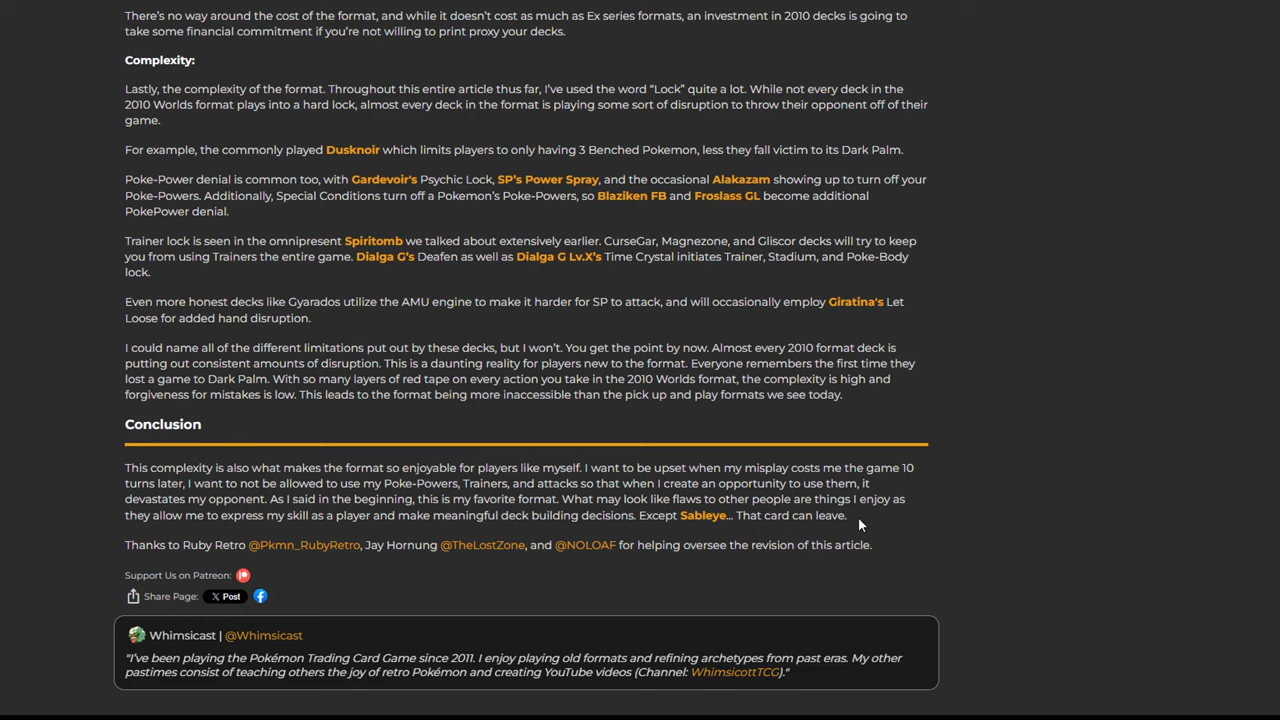 There's no way around the cost of the format, and while it doesn't cost as much as Ex series formats, an investment in 2010 decks is going to
take some financial commitment if you're not willing to print proxy your decks.
Complexity:
Lastly, the complexity of the format. Throughout this entire article thus far, I've used the word “Lock” quite a lot. While not every deck in the
2010 Worlds format plays into a hard lock, almost every deck in the format is playing some sort of disruption to throw their opponent off of their
game.
For example, the commonly played Dusknoir which limits players to only having 3 Benched Pokemon, less they fall victim to its Dark Palm.
Poke-Power denial is common too, with Gardevoir's Psychic Lock, SP's Power Spray, and the occasional Alakazam showing up to turn off your
Poke-Powers. Additionally, Special Conditions turn off a Pokemon's Poke-Powers, so Blaziken FB and Froslass GL become additional
PokePower denial.
Trainer lock is seen in the omnipresent Spiritomb we talked about extensively earlier. CurseGar, Magnezone, and Gliscor decks will try to keep
you from using Trainers the entire game. Dialga G's Deafen as well as Dialga G Lv.X's Time Crystal initiates Trainer, Stadium, and Poke-Body
lock.
Even more honest decks like Gyarados utilize the AMU engine to make it harder for SP to attack, and will occasionally employ Giratina's Let
Loose for added hand disruption.
I could name all of the different limitations put out by these decks, but I won't. You get the point by now. Almost every 2010 format deck is
putting out consistent amounts of disruption. This is a daunting reality for players new to the format. Everyone remembers the first time they
lost a game to Dark Palm. With so many layers of red tape on every action you take in the 2010 Worlds format, the complexity is high and
forgiveness for mistakes is low. This leads to the format being more inaccessible than the pick up and play formats we see today.
Conclusion
This complexity is also what makes the format so enjoyable for players like myself. I want to be upset when my misplay costs me the game 10
turns later, I want to not be allowed to use my Poke-Powers, Trainers, and attacks so that when I create an opportunity to use them, it
devastates my opponent. As I said in the beginning, this is my favorite format. What may look like flaws to other people are things I enjoy as
they allow me to express my skill as a player and make meaningful deck building decisions. Except Sableye... That card can leave.
Thanks to Ruby Retro @Pkmn_RubyRetro, Jay Hornung @TheLostZone, and @NOLOAF for helping oversee the revision of this article.
Support Us on Patreon:
Share Page: X Post
Whimsicast | @Whimsicast
"I've been playing the Pokémon Trading Card Game since 2011. I enjoy playing old formats and refining archetypes from past eras. My other
pastimes consist of teaching others the joy of retro Pokémon and creating YouTube videos (Channel: WhimsicottTCG)."